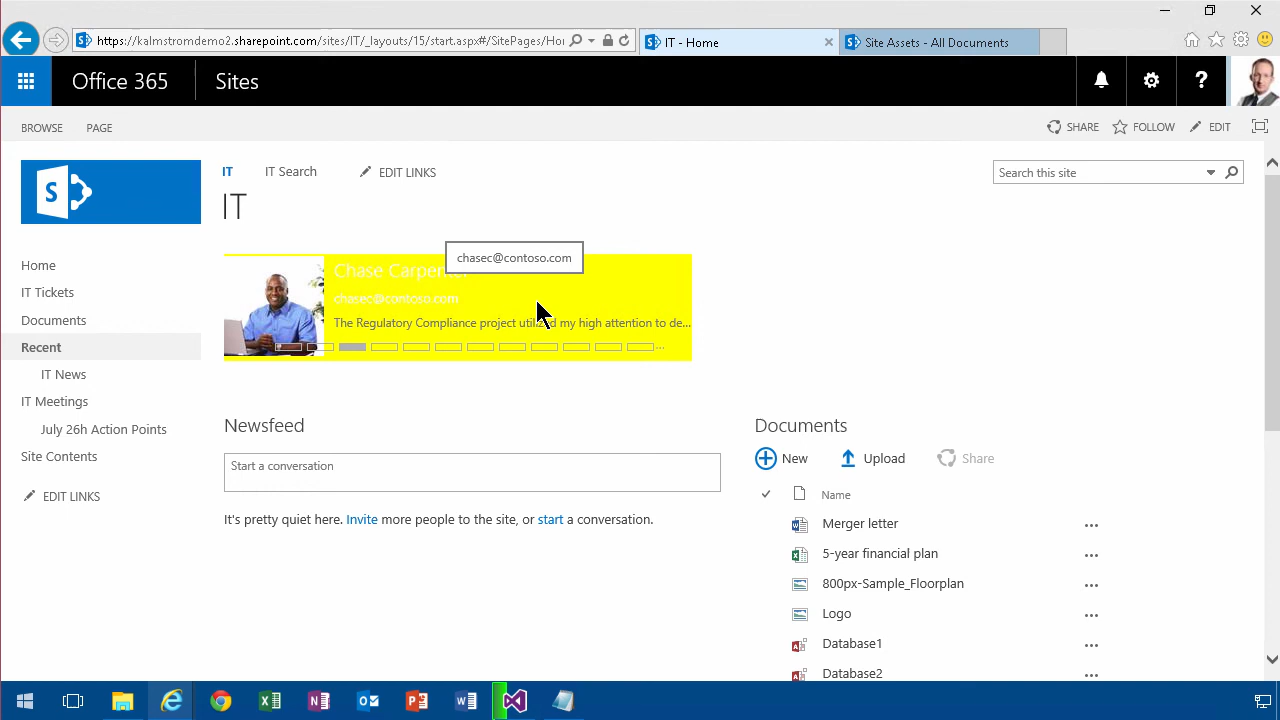 https://kalmstromdemo2.sharepoint.com/sites/IT/_layouts/15/start.aspx#/SitePages/Ho
IT - Home
Site Assets - All Documents
Office 365
Sites
?
BROWSE
PAGE
SHARE
FOLLOW
EDIT
S
IT
IT Search
EDIT LINKS
Search this site
IT
chasec@contoso.com
Chase Carpenter
chasec@contoso.com
The Regulatory Compliance project utilized my high attention to de...
...
Home
IT Tickets
Documents
Recent
IT News
IT Meetings
July 26h Action Points
Site Contents
EDIT LINKS
Newsfeed
Start a conversation
It's pretty quiet here. Invite more people to the site, or start a conversation.
Documents
New
Upload
Share
Name
Merger letter
5-year financial plan
800px-Sample_Floorplan
Logo
Database1
Database2